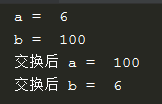 a =  6
b =  100
交换后 a =  100
交换后 b =  6